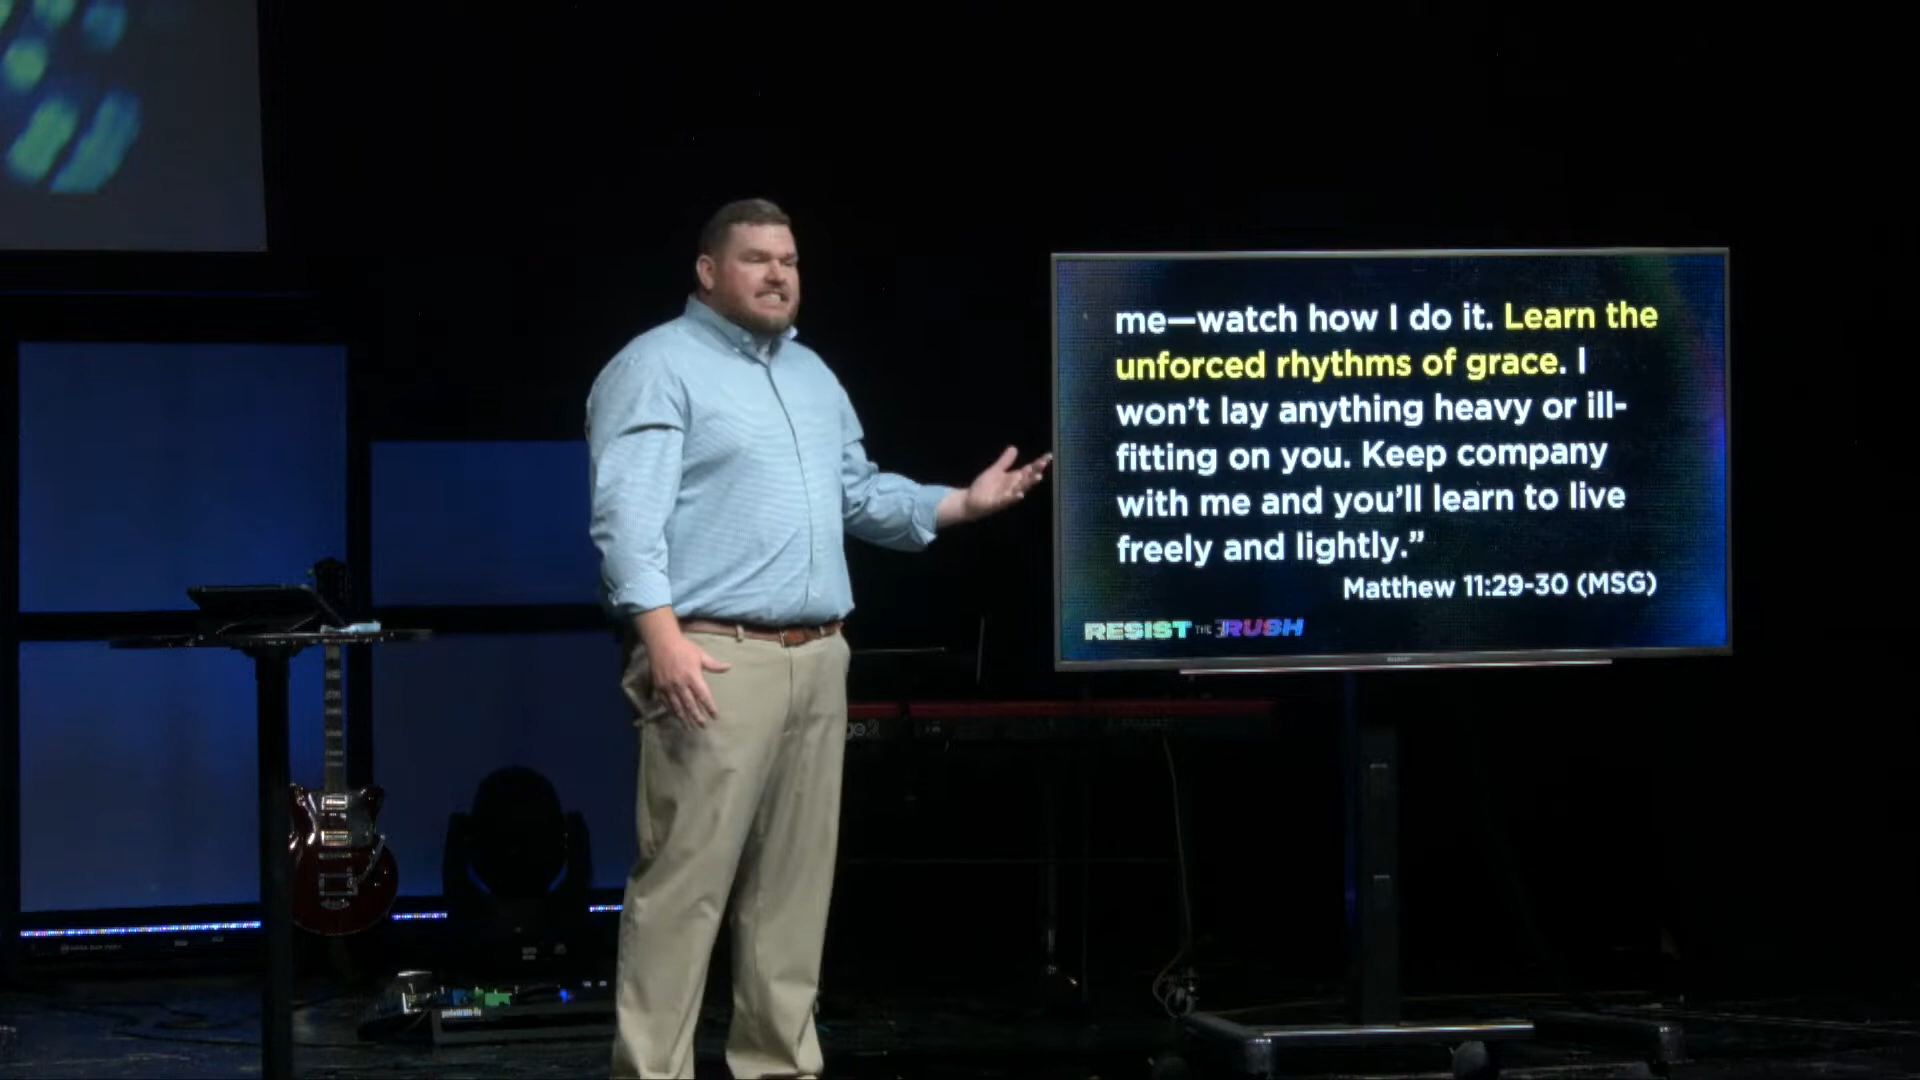 me—watch how I do it. Learn the
unforced rhythms of grace. I
won't lay anything heavy or ill-
fitting on you. Keep company
with me and you'll learn to live
freely and lightly.”
Matthew 11:29-30 (MSG)
RESIST THE RUSH